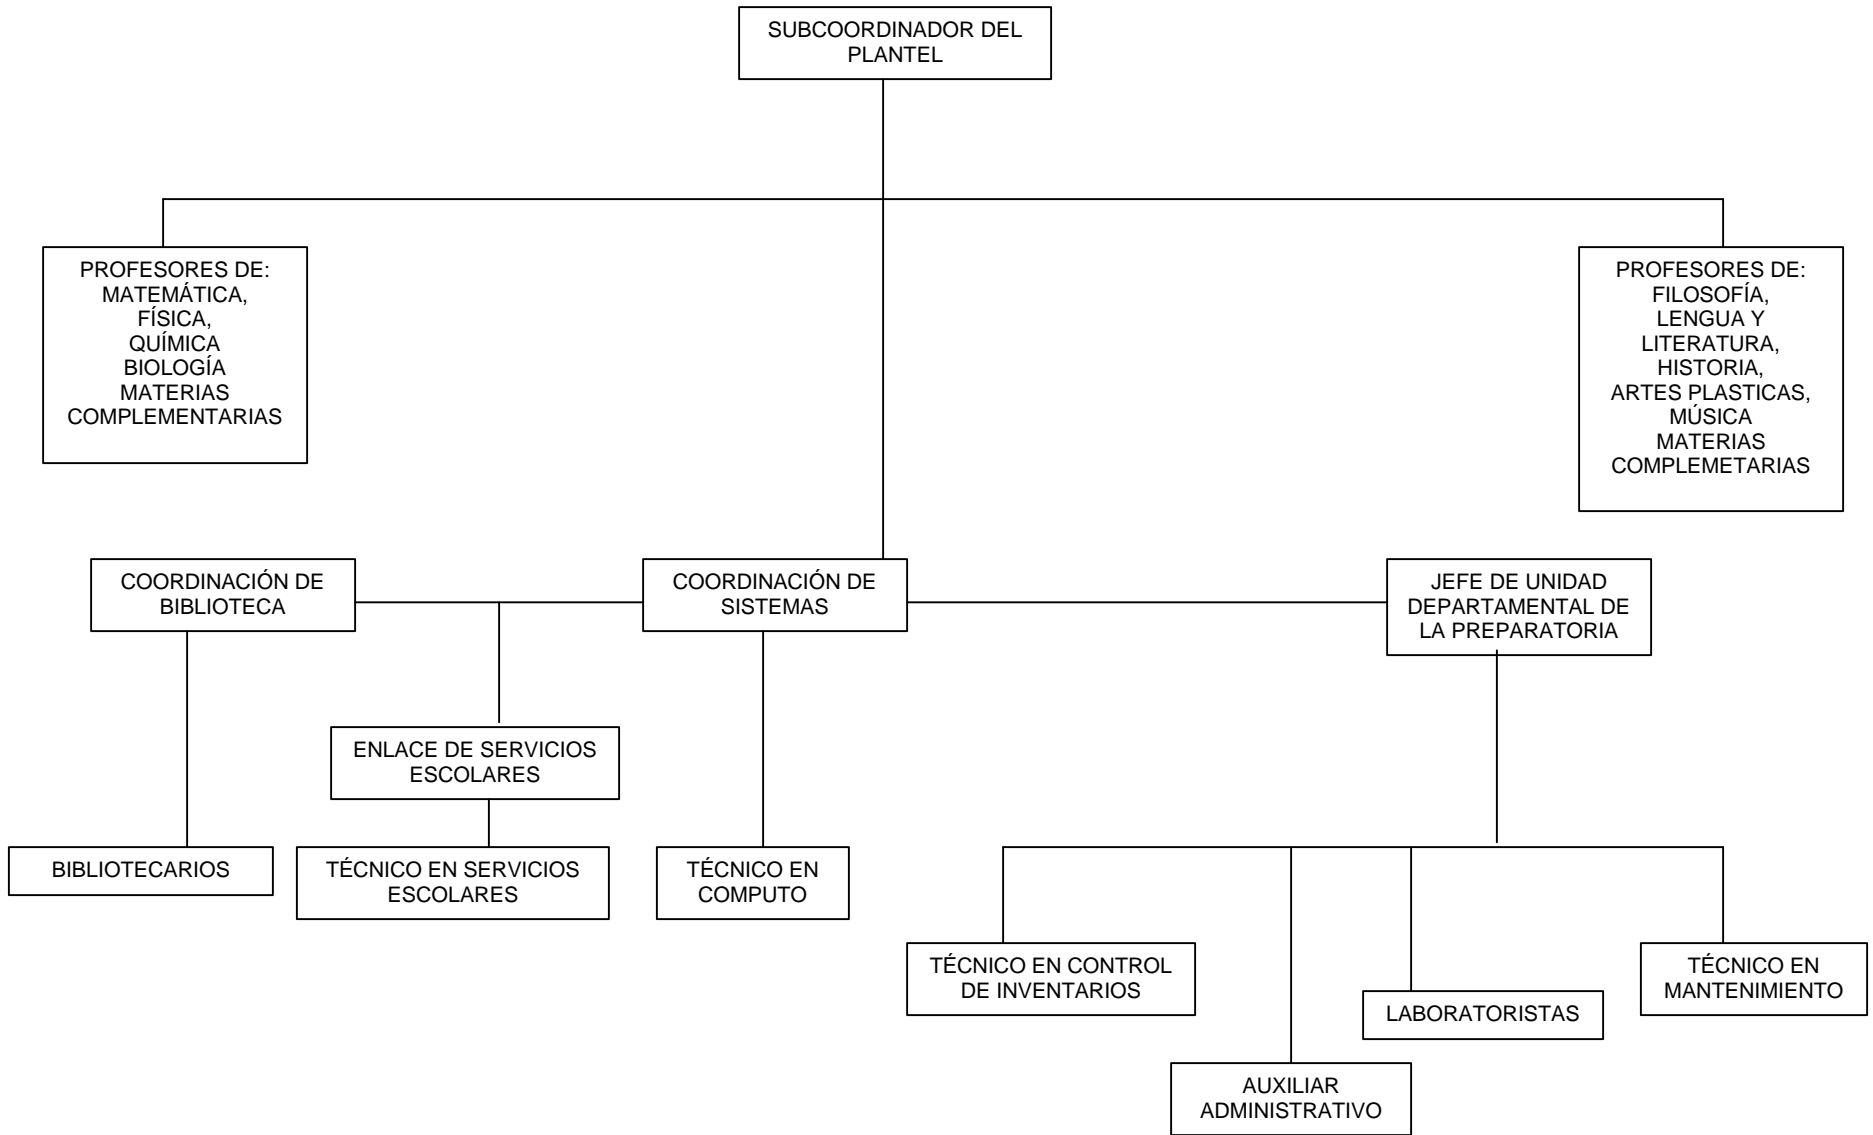 SUBCOORDINADOR DEL
PLANTEL
PROFESORES DE:
MATEMÁTICA,
FÍSICA,
QUÍMICA
BIOLOGÍA
MATERIAS
COMPLEMENTARIAS
PROFESORES DE:
FILOSOFÍA,
LENGUA Y
LITERATURA,
HISTORIA,
ARTES PLASTICAS,
MÚSICA
MATERIAS
COMPLEMETARIAS
COORDINACIÓN DE
BIBLIOTECA
COORDINACIÓN DE
SISTEMAS
JEFE DE UNIDAD
DEPARTAMENTAL DE
LA PREPARATORIA
ENLACE DE SERVICIOS
ESCOLARES
BIBLIOTECARIOS
TÉCNICO EN SERVICIOS
ESCOLARES
TÉCNICO EN
COMPUTO
TÉCNICO EN CONTROL
DE INVENTARIOS
LABORATORISTAS
TÉCNICO EN
MANTENIMIENTO
AUXILIAR
ADMINISTRATIVO